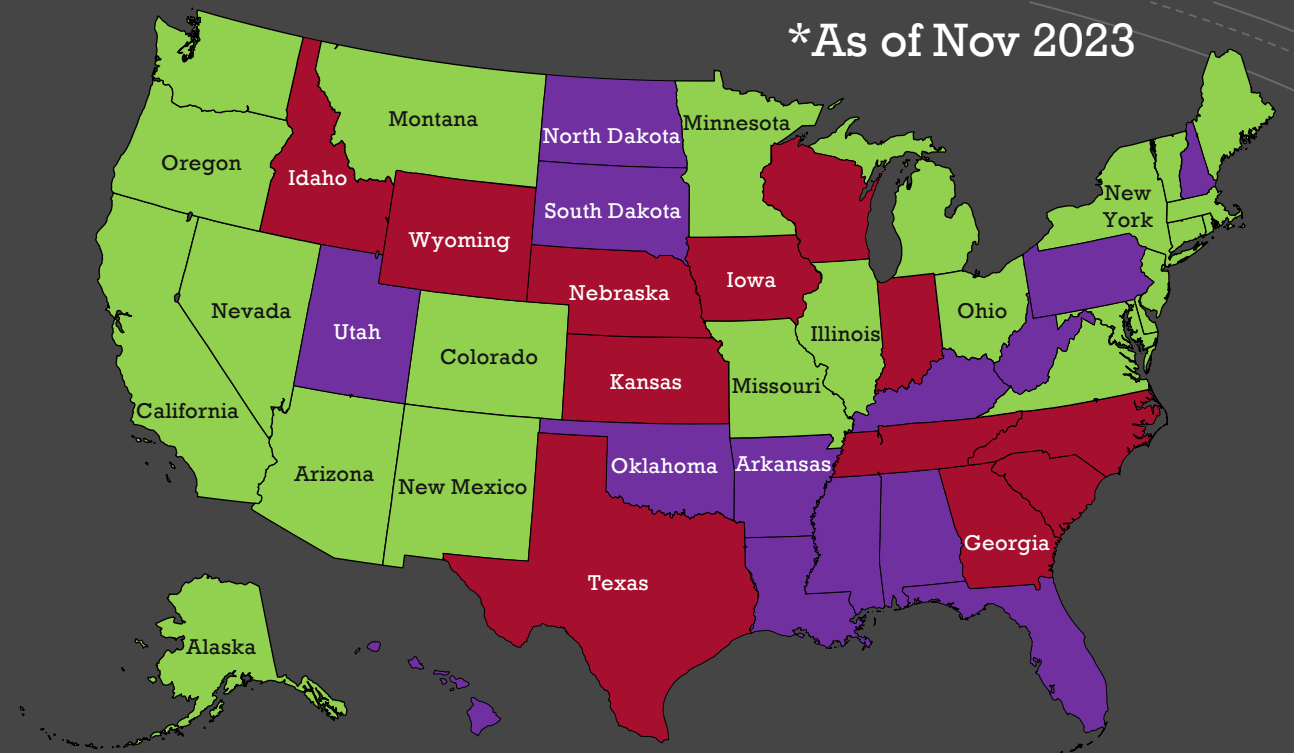 *As of Nov 2023
Montana
North Dakota
Minnesota
Oregon
Idaho
New
York
South Dakota
Wyoming
Iowa
Nebraska
Nevada
Utah
Ohio
Illinois
Colorado
Kansas
Missouri
California
Oklahoma
Arkansas
Arizona
New Mexico
Georgia
Texas
Alaska